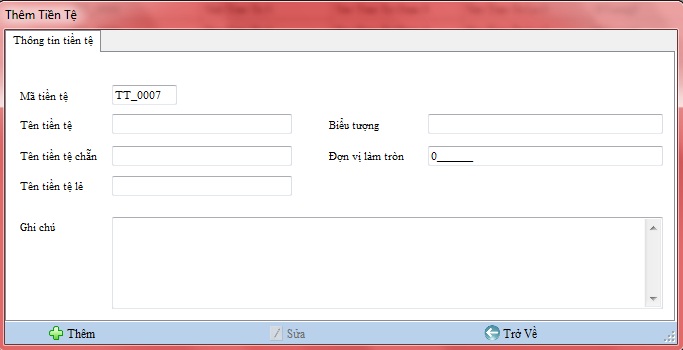 Thêm Tiền Tệ
Thông tin tiền tệ
Mã tiền tệ TT_0007
Tên tiền tệ Biểu tượng
Tên tiền tệ chẵn Đợn vị làm tròn 0______
Tên tiền tệ lẻ
Ghi chú
Thêm Sửa Trở Về